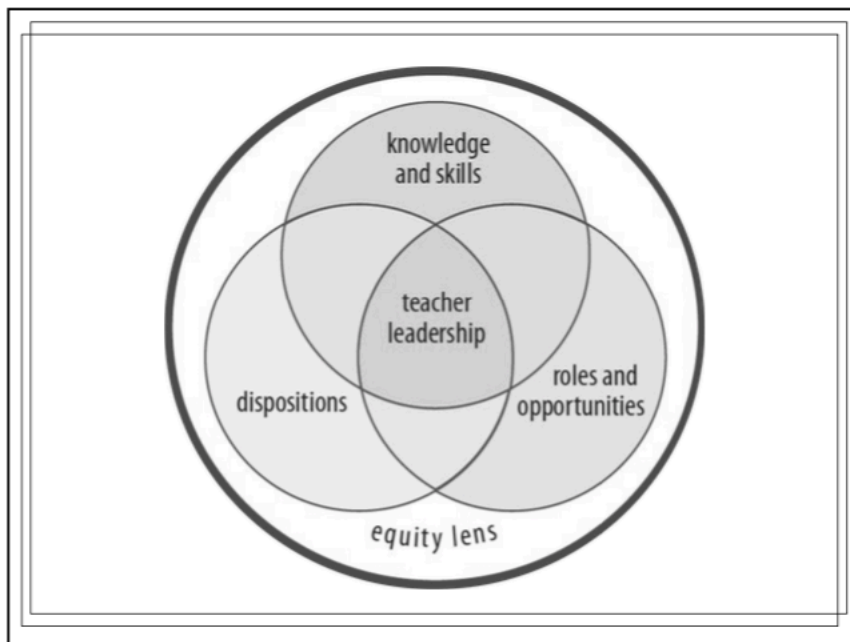 knowledge
and skills
teacher
leadership
dispositions
roles and
opportunities
equity lens